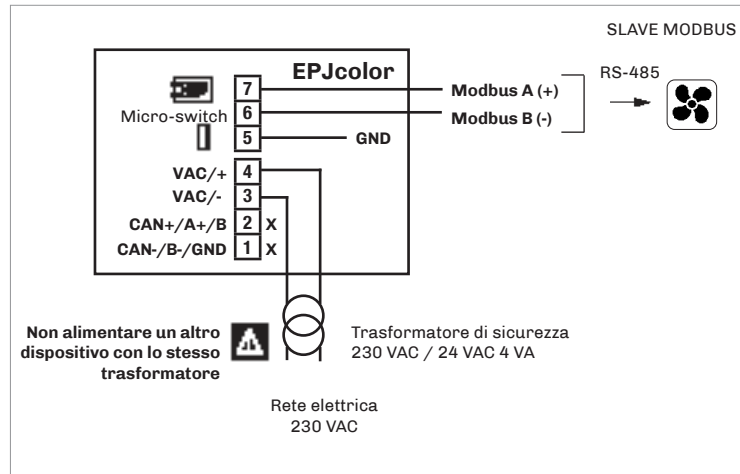 SLAVE MODBUS
EPJcolor
RS-485
7
Modbus A (+)
Micro-switch
6
Modbus B (-)
5
GND
VAC/+
4
VAC/-
3
CAN+/A+/B
2
X
CAN-/B-/GND
1
X
Non alimentare un altro
dispositivo con lo stesso
trasformatore
Trasformatore di sicurezza
230 VAC / 24 VAC 4 VA
Rete elettrica
230 VAC